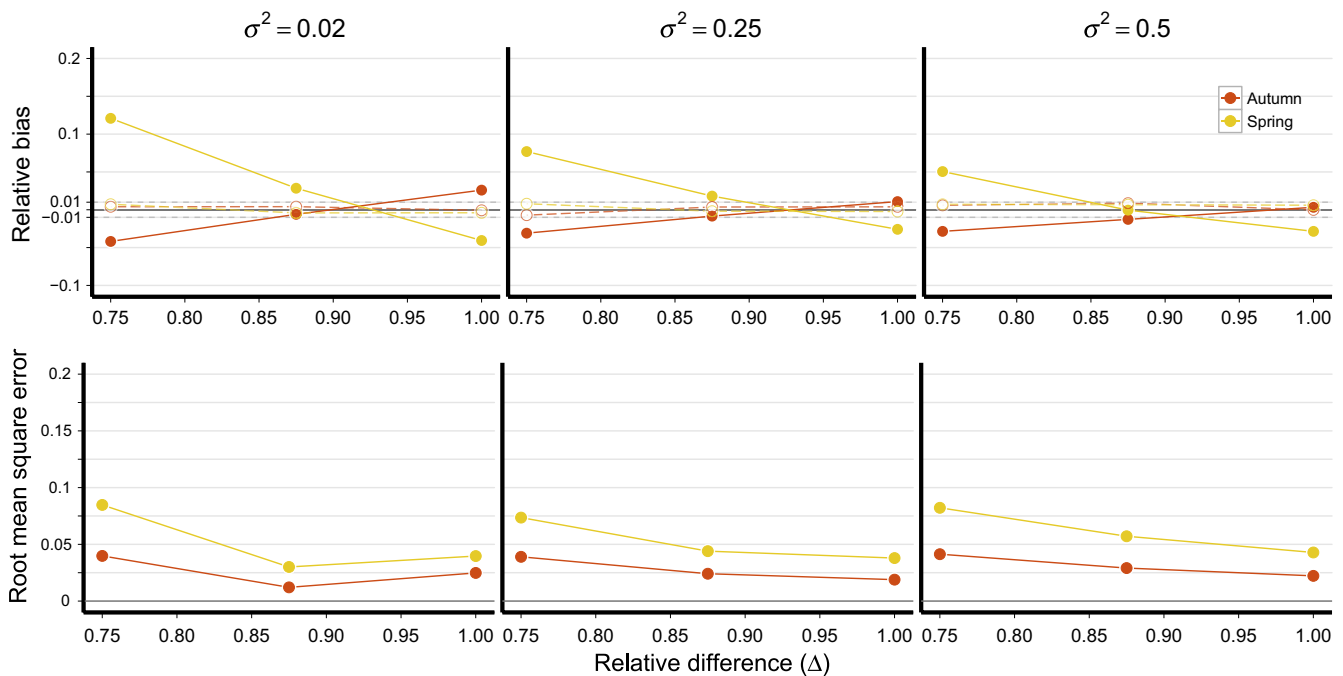 σ² = 0.02
σ² = 0.25
σ² = 0.5
Relative bias
0.2
0.1
0.01
−0.01
−0.1
Autumn
Spring
0.75 0.80 0.85 0.90 0.95 1.00
0.75 0.80 0.85 0.90 0.95 1.00
0.75 0.80 0.85 0.90 0.95 1.00
Root mean square error
0.2
0.15
0.1
0.05
0
0.75 0.80 0.85 0.90 0.95 1.00
0.75 0.80 0.85 0.90 0.95 1.00
0.75 0.80 0.85 0.90 0.95 1.00
Relative difference (Δ)